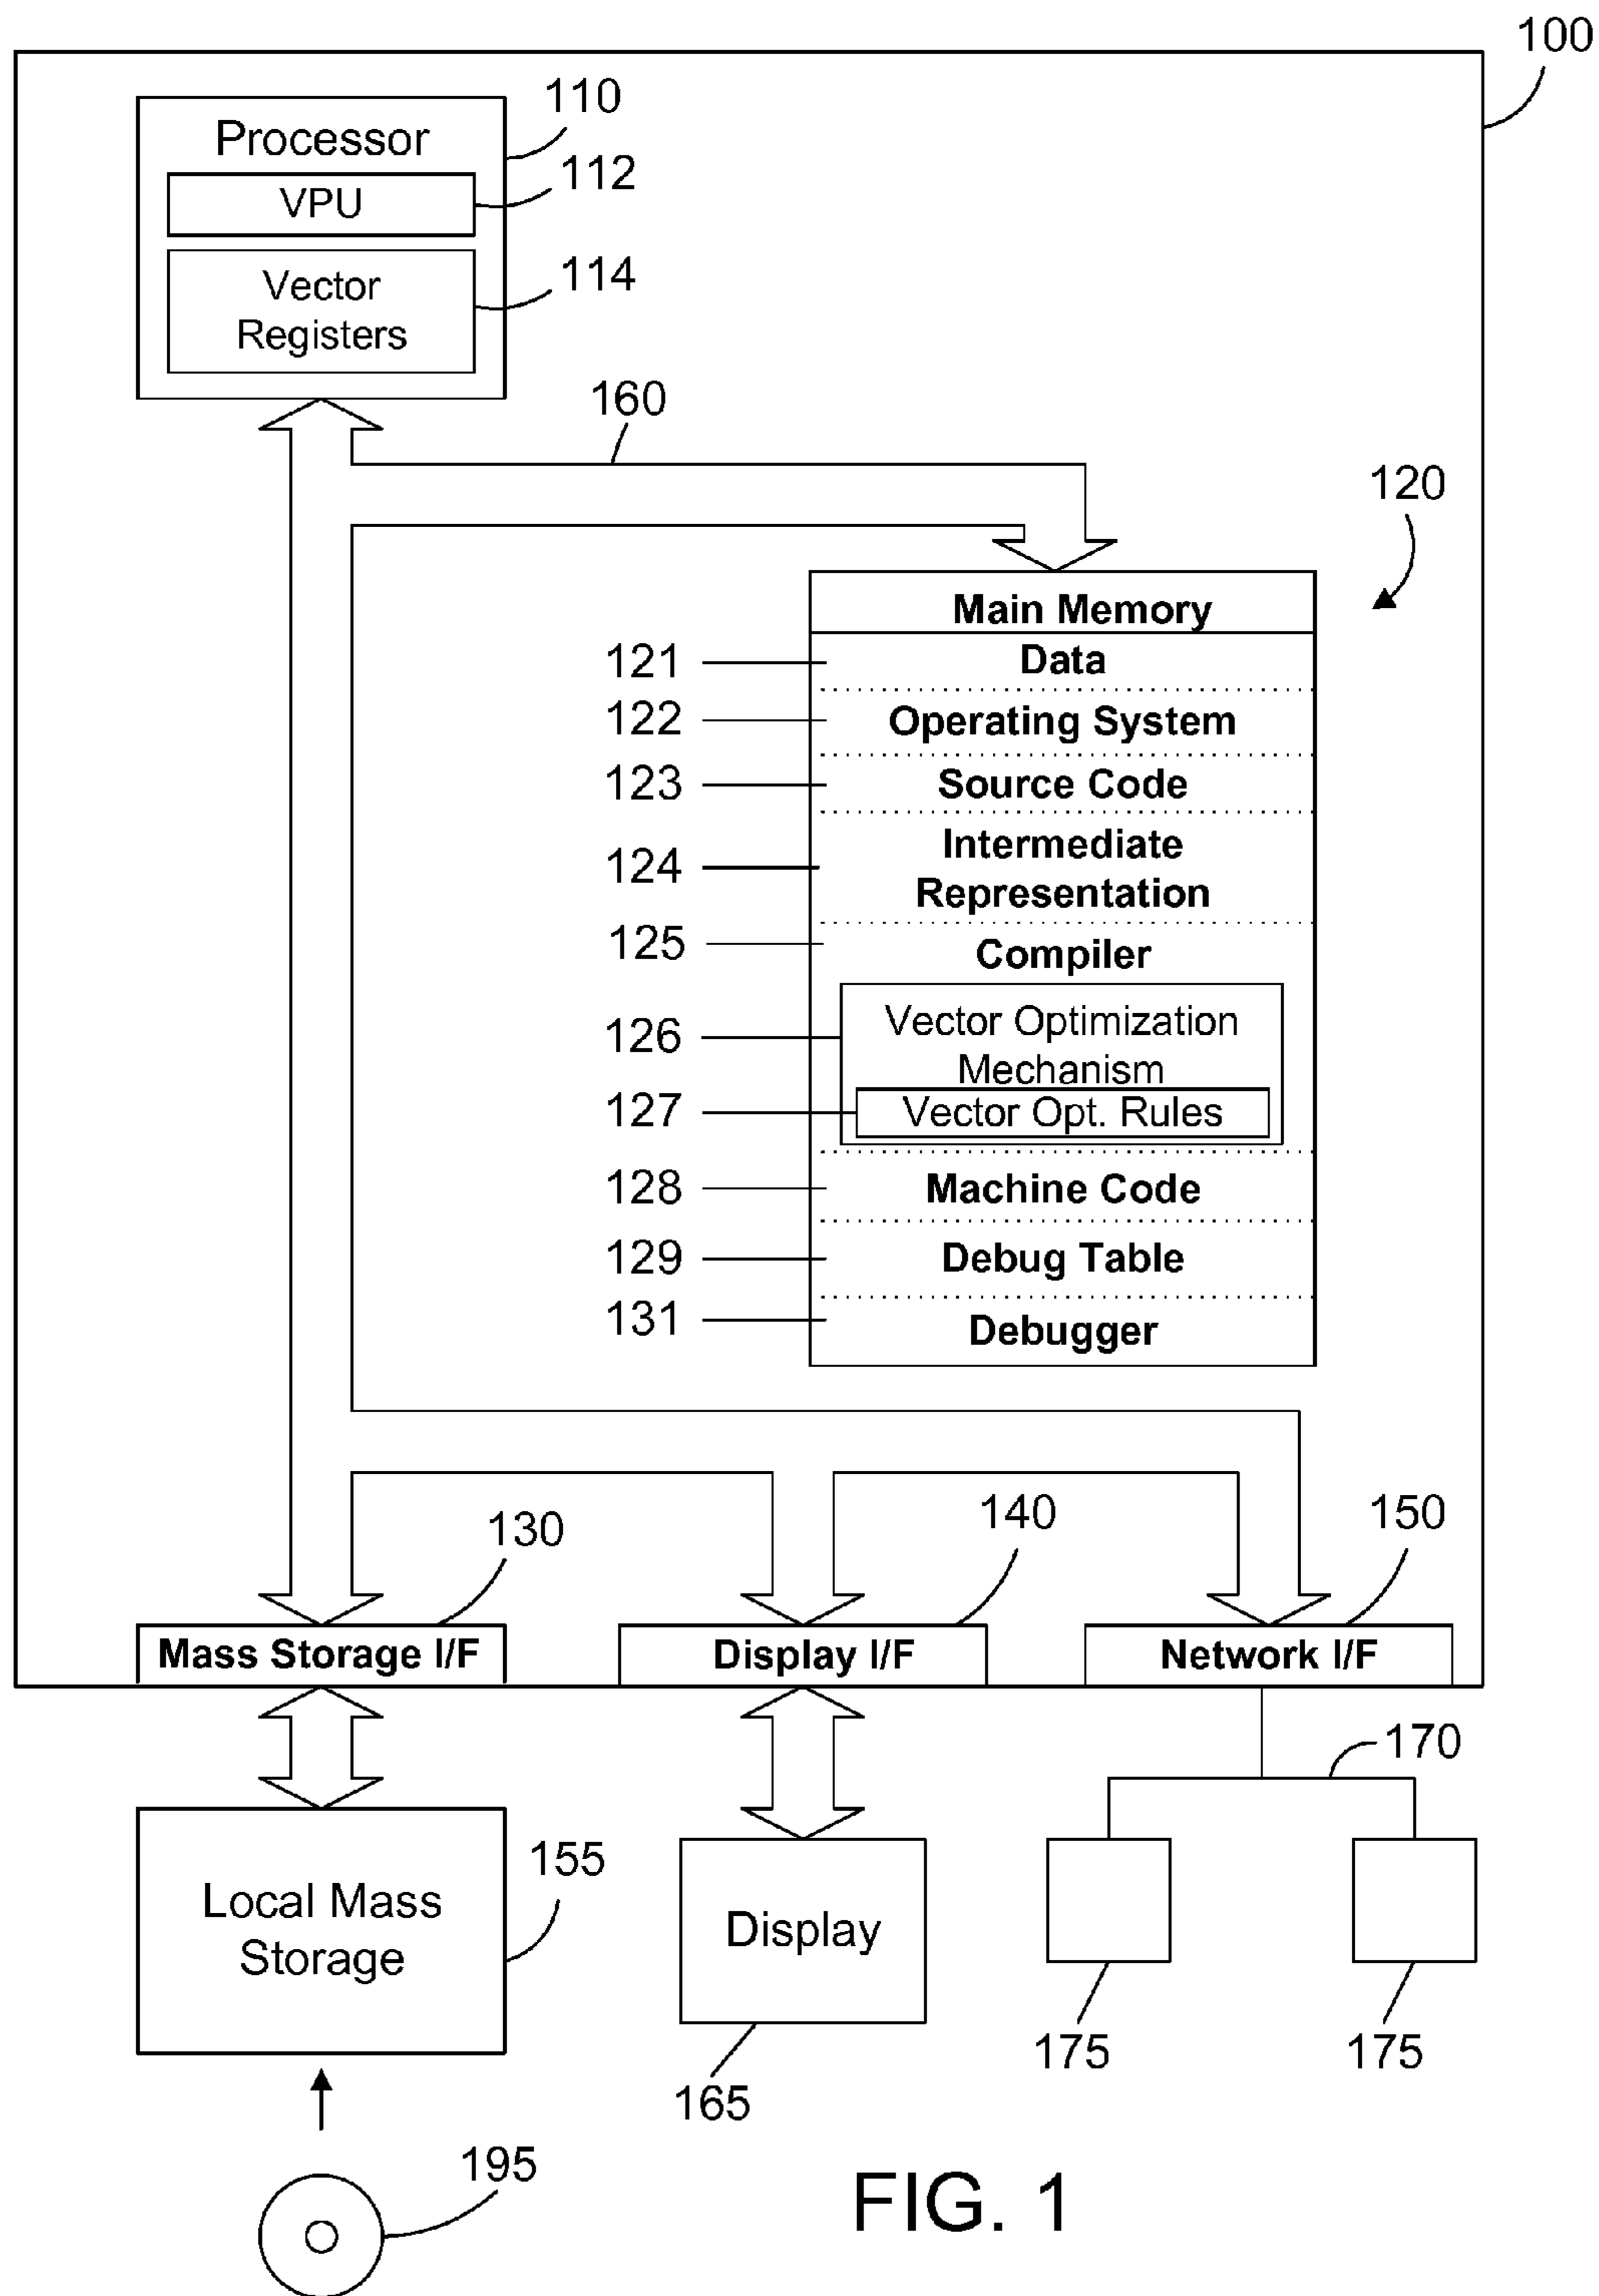 100
110
Processor
VPU
112
Vector
Registers
114
160
120
Main Memory
121
Data
122
Operating System
123
Source Code
124
Intermediate
Representation
125
Compiler
126
Vector Optimization
Mechanism
127
Vector Opt. Rules
128
Machine Code
129
Debug Table
131
Debugger
130
140
150
Mass Storage I/F
Display I/F
Network I/F
170
Local Mass
Storage
155
Display
165
175
175
195
FIG. 1